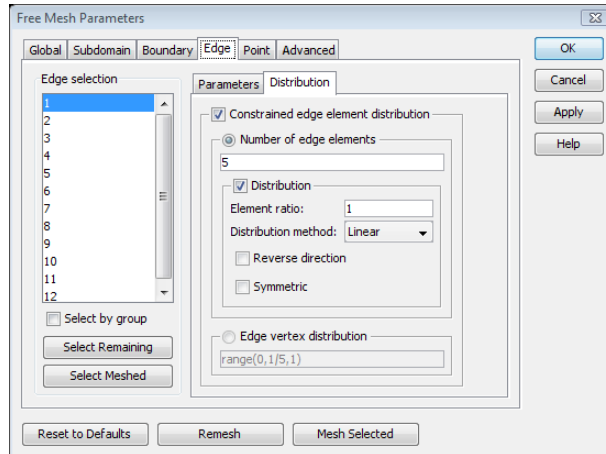 Free Mesh Parameters
Global Subdomain Boundary Edge Point Advanced
Edge selection
1
2
3
4
5
6
7
8
9
10
11
12
Select by group
Select Remaining
Select Meshed
Parameters Distribution
Constrained edge element distribution
Number of edge elements
5
Distribution
Element ratio: 1
Distribution method: Linear
Reverse direction
Symmetric
Edge vertex distribution
range(0,1/5,1)
OK
Cancel
Apply
Help
Reset to Defaults Remesh Mesh Selected